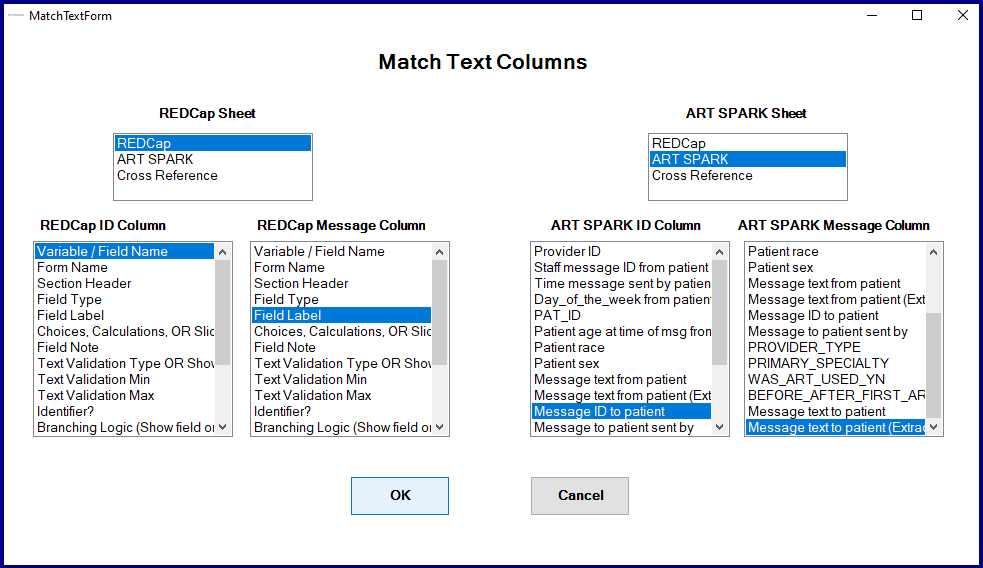 MatchTextForm
Match Text Columns
REDCap Sheet
REDCap
ART SPARK
Cross Reference
ART SPARK Sheet
REDCap
ART SPARK
Cross Reference
REDCap ID Column
Variable / Field Name
Form Name
Section Header
Field Type
Field Label
Choices, Calculations, OR Slic
Field Note
Text Validation Type OR Show
Text Validation Min
Text Validation Max
Identifier?
Branching Logic (Show field or
REDCap Message Column
Variable / Field Name
Form Name
Section Header
Field Type
Field Label
Choices, Calculations, OR Slic
Field Note
Text Validation Type OR Show
Text Validation Min
Text Validation Max
Identifier?
Branching Logic (Show field or
ART SPARK ID Column
Provider ID
Staff message ID from patient
Time message sent by patien
Day_of_the_week from patient
PAT_ID
Patient age at time of msg from
Patient race
Patient sex
Message text from patient
Message text from patient (Ext
Message ID to patient
Message to patient sent by
ART SPARK Message Column
Patient race
Patient sex
Message text from patient
Message text from patient (Ext
Message ID to patient
Message to patient sent by
PROVIDER_TYPE
PRIMARY_SPECIALTY
WAS_ART_USED_YN
BEFORE_AFTER_FIRST_AR
Message text to patient
Message text to patient (Extrac
OK
Cancel